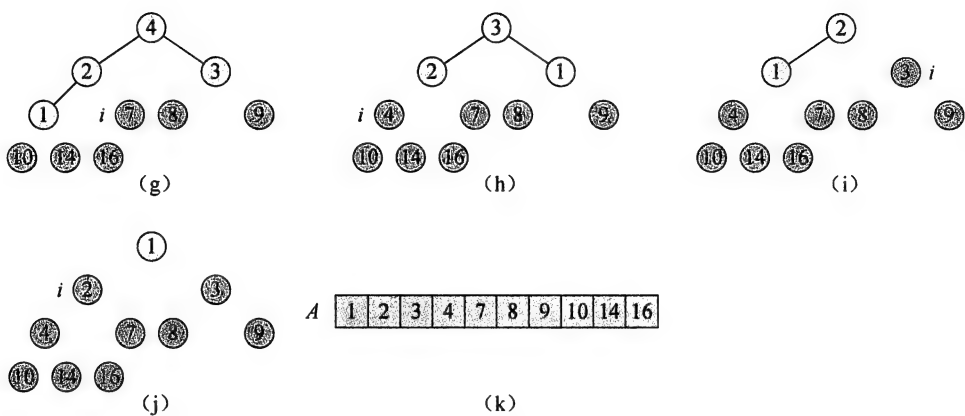 4 3 2
2 3 2 1 1 3 i
1 i 7 8 9 i 4 7 8 9 4 7 8 9
10 14 16 10 14 16 10 14 16
(g) (h) (i)
1
i 2 3
A 1 2 3 4 7 8 9 10 14 16
4 7 8 9
10 14 16
(j) (k)